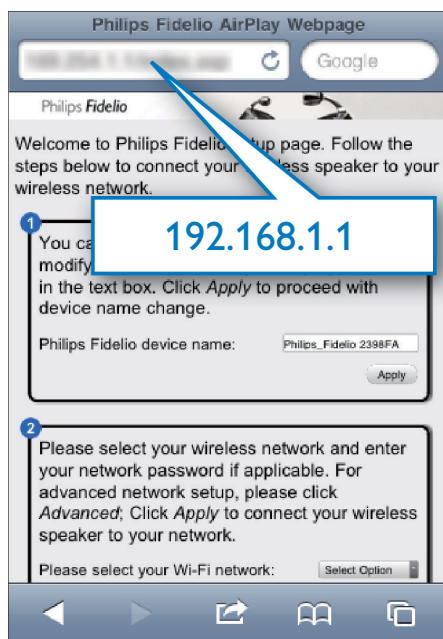 Philips Fidelio AirPlay Webpage
Google
Philips Fidelio
Welcome to Philips Fidelio up page. Follow the
steps below to connect your ess speaker to your
wireless network.
192.168.1.1
1
You ca
modify
in the text box. Click Apply to proceed with
device name change.
Philips Fidelio device name:
Philips_Fidelio 2398FA
Apply
2
Please select your wireless network and enter
your network password if applicable. For
advanced network setup, please click
Advanced; Click Apply to connect your wireless
speaker to your network.
Please select your Wi-Fi network:
Select Option